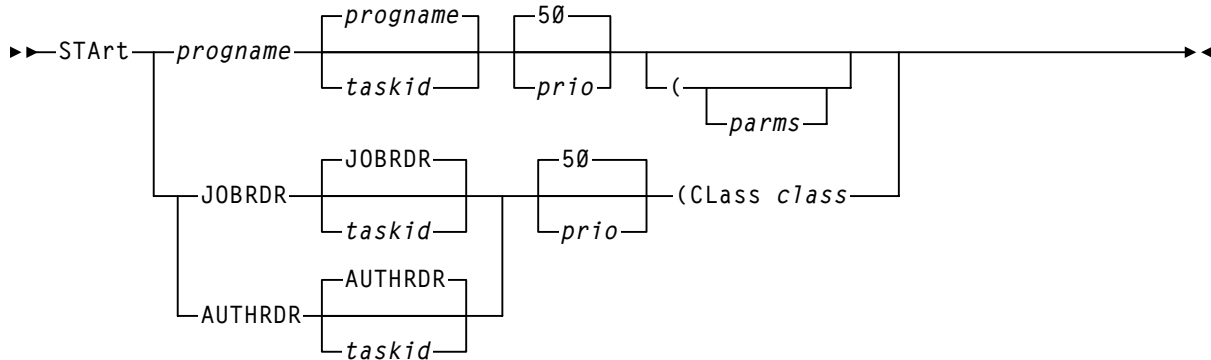 progname 50
STArt progname
taskid prio (
parms
JOBRDR 50
JOBRDR (CLass class
taskid prio
AUTHRDR
AUTHRDR
taskid